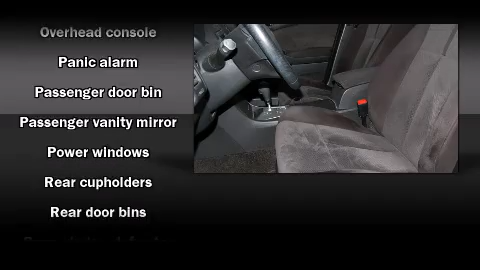 Overhead console
Panic alarm
Passenger door bin
Passenger vanity mirror
Power windows
Rear cupholders
Rear door bins